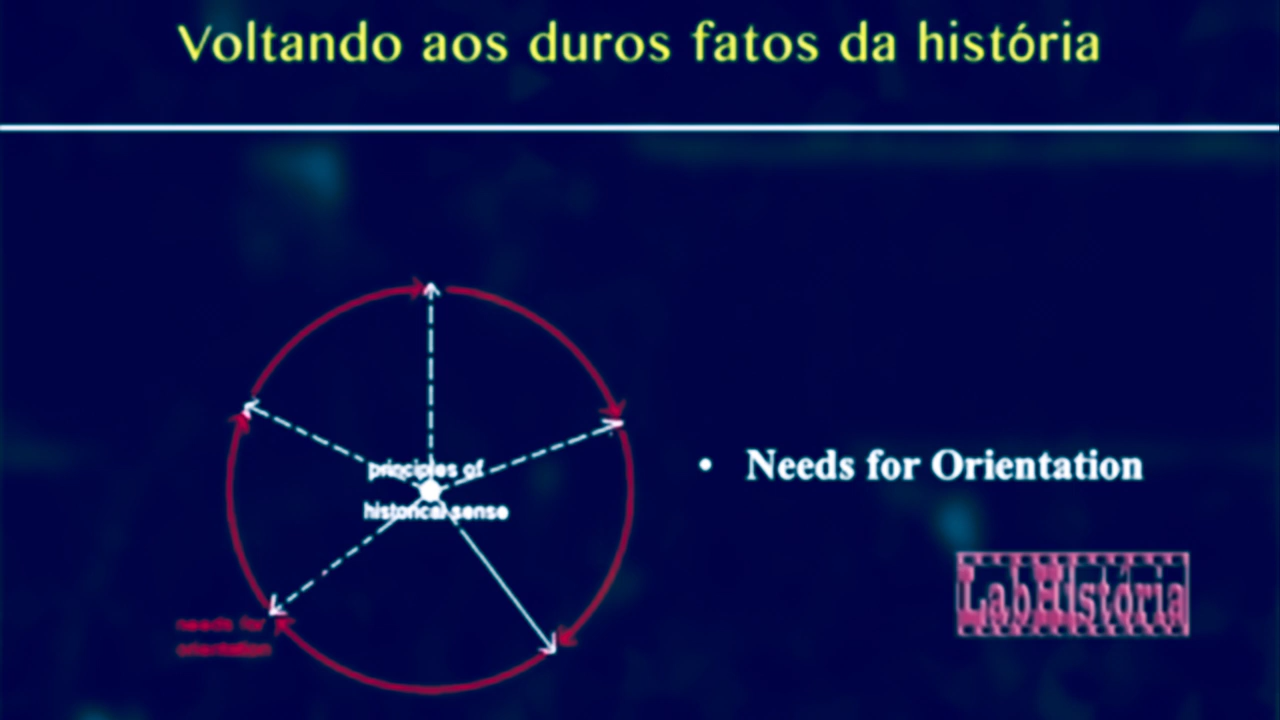 Voltando aos duros fatos da história
principles of
historical sense
• Needs for Orientation
LabHistória
needs for
orientation